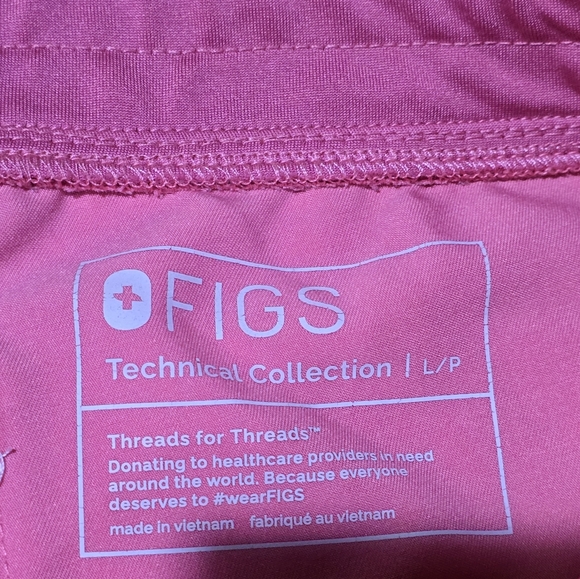 FIGS
Technical Collection | L/P
Threads for Threads™
Donating to healthcare providers in need
around the world. Because everyone
deserves to #wearFIGS
made in vietnam fabriqué au vietnam